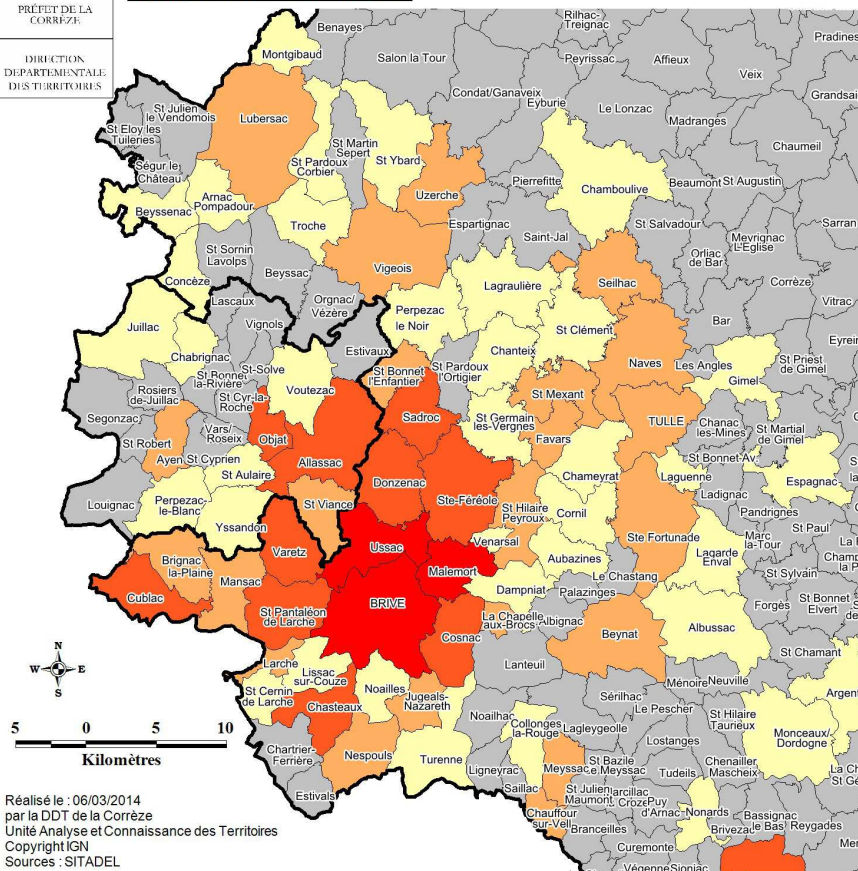 PRÉFET DE LA
CORRÈZE
DIRECTION
DEPARTEMENTALE
DES TERRITOIRES
Benayes
Rilhac-
Treignac
Pradines
Montgibaud
Salon la Tour
Peyrissac
Affieux
Veix
Condat/Ganaveix
Eyburie
Le Lonzac
Grandsai
St Julien
le Vendomois
Lubersac
Madranges
St Eloy les
Tuileries
St Martin
Sepert
St Ybard
Chaumeil
Ségur le
Château
St Pardoux
Corbier
Pierrefitte
Chamboulive
Beaumont
St Augustin
Arnac
Pompadour
Uzerche
Beyssenac
Troche
Espartignac
Saint-Jal
St Salvadour
Meyrignac
L'Eglise
Sarran
St Sornin
Lavolps
Orliac
de Bar
Beyssac
Vigeois
Concèze
Seilhac
Corrèze
Lascaux
Orgnac/
Vézère
Lagraulière
Vitrac
Perpezac
le Noir
Juillac
Vignols
St Clément
Bar
Eyrein
Estivaux
Chanteix
Chabrignac
St-Solve
St Bonnet
la-Rivière
St Bonnet
l'Enfantier
St Pardoux
l'Ortigier
Naves
Les Angles
St Priest
de Gimel
Gimel
Rosiers
de-Juillac
St Cyr-la-
Roche
Voutezac
St Mexant
Segonzac
Sadroc
St Germain
les-Vergnes
TULLE
Chanac
les-Mines
St Martial
de Gimel
Vars/
Roseix
Objat
Favars
St Robert
Ayen
St Cyprien
Allassac
St Bonnet-Av
St Aulaire
Donzenac
Chameyrat
Laguenne
Espagnac
Ste-Féréole
Ladignac
Louignac
Perpezac-
le-Blanc
St Viance
St Hilaire
Peyroux
Cornil
Pandrignes
Yssandon
St Paul
Ussac
Venarsal
Ste Fortunade
Marc
la-Tour
Varetz
Lagarde
Enval
Brignac
la-Plaine
Aubazines
St Sylvain
Mansac
Malemort
Le Chastang
Cublac
Dampniat
Palazinges
Forgès
St Bonnet
Elvert
BRIVE
St Pantaléon
de Larche
La Chapelle
aux-Brocs
Albignac
Beynat
Albussac
Cosnac
St Chamant
Larche
Lissac
sur-Couze
Lanteuil
Ménoire
Neuville
St Cernin
de Larche
Noailles
Jugeals-
Nazareth
Sérilhac
Argent
Chasteaux
Noailhac
Le Pescher
St Hilaire
Taurieux
Collonges
la-Rouge
Lagleygeolle
Monceaux/
Dordogne
Chartrier-
Ferrière
Nespouls
Turenne
Lostanges
Ligneyrac
Meyssac
St Bazile
Ce Meyssac
Chenailler
Mascheix
Tudeils
Saillac
St Julien
Maumont
Estivals
Puy
d'Arnac
Nonards
Chauffour
sur-Vell
Branceilles
Brivezac
Bassignac
le Bas
Reygades
Curemonte
Végenne
Sioniac
N
W
E
S
5 0 5 10
Kilomètres
Réalisé le : 06/03/2014
par la DDT de la Corrèze
Unité Analyse et Connaissance des Territoires
Copyright IGN
Sources : SITADEL